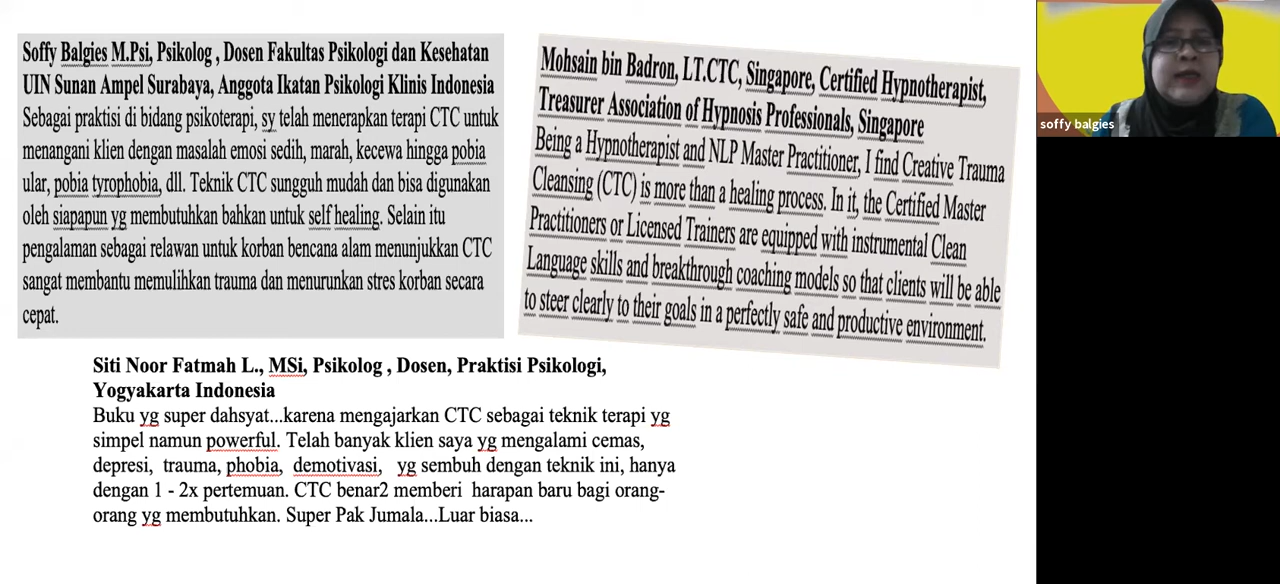 Soffy Balgies M.Psi, Psikolog , Dosen Fakultas Psikologi dan Kesehatan
UIN Sunan Ampel Surabaya, Anggota Ikatan Psikologi Klinis Indonesia
Sebagai praktisi di bidang psikoterapi, sy telah menerapkan terapi CTC untuk
menangani klien dengan masalah emosi sedih, marah, kecewa hingga pobia
ular, pobia tyrophobia, dll. Teknik CTC sungguh mudah dan bisa digunakan
oleh siapapun yg membutuhkan bahkan untuk self healing. Selain itu
pengalaman sebagai relawan untuk korban bencana alam menunjukkan CTC
sangat membantu memulihkan trauma dan menurunkan stres korban secara
cepat.
Mohsain bin Badron, LT.CTC, Singapore, Certified Hypnotherapist,
Treasurer Association of Hypnosis Professionals, Singapore
Being a Hypnotherapist and NLP Master Practitioner, I find Creative Trauma
Cleansing (CTC) is more than a healing process. In it, the Certified Master
Practitioners or Licensed Trainers are equipped with instrumental Clean
Language skills and breakthrough coaching models so that clients will be able
to steer clearly to their goals in a perfectly safe and productive environment.
Siti Noor Fatmah L., MSi, Psikolog , Dosen, Praktisi Psikologi,
Yogyakarta Indonesia
Buku yg super dahsyat...karena mengajarkan CTC sebagai teknik terapi yg
simpel namun powerful. Telah banyak klien saya yg mengalami cemas,
depresi, trauma, phobia, demotivasi, yg sembuh dengan teknik ini, hanya
dengan 1 - 2x pertemuan. CTC benar2 memberi harapan baru bagi orang-
orang yg membutuhkan. Super Pak Jumala...Luar biasa...
soffy balgies